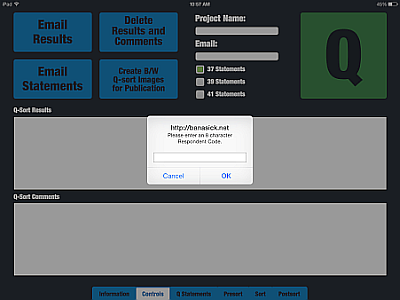 iPad
10:57 AM
45%
Email
Results
Delete
Results and
Comments
Project Name:
Email:
Q
Email
Statements
Create B/W
Q-sort Images
for Publication
37 Statements
39 Statements
41 Statements
Q-Sort Results
http://banasick.net
Please enter an 8 character
Respondent Code.
Cancel
OK
Q-Sort Comments
Information
Controls
Q Statements
Presort
Sort
Postsort